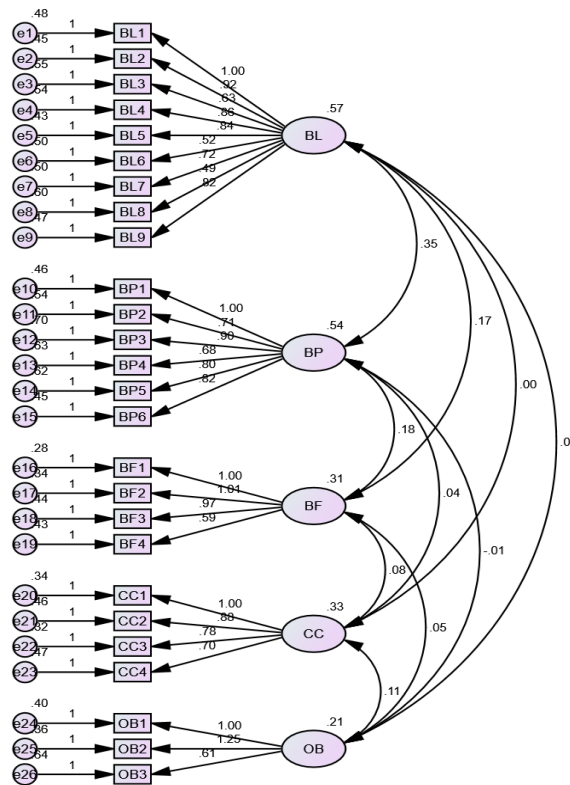 .48
e1 1 BL1
.45
e2 1 BL2
.55
e3 1 BL3
.54
e4 1 BL4
.43
e5 1 BL5
.50
e6 1 BL6
.50
e7 1 BL7
.60
e8 1 BL8
.47
e9 1 BL9
1.00
.92
.63
.86
.84
.52
.72
.49
.82
.57
BL
.35
.17
.00
.0
.46
e10 1 BP1
.54
e11 1 BP2
.70
e12 1 BP3
.63
e13 1 BP4
.62
e14 1 BP5
.45
e15 1 BP6
1.00
.71
.90
.68
.80
.82
.54
BP
.18
.04
-.01
.28
e16 1 BF1
.34
e17 1 BF2
.44
e18 1 BF3
.43
e19 1 BF4
1.00
1.01
.97
.59
.31
BF
.08
.05
.34
e20 1 CC1
.46
e21 1 CC2
.32
e22 1 CC3
.47
e23 1 CC4
1.00
.88
.78
.70
.33
CC
.11
.40
e24 1 OB1
.36
e25 1 OB2
.64
e26 1 OB3
1.00
1.25
.61
.21
OB